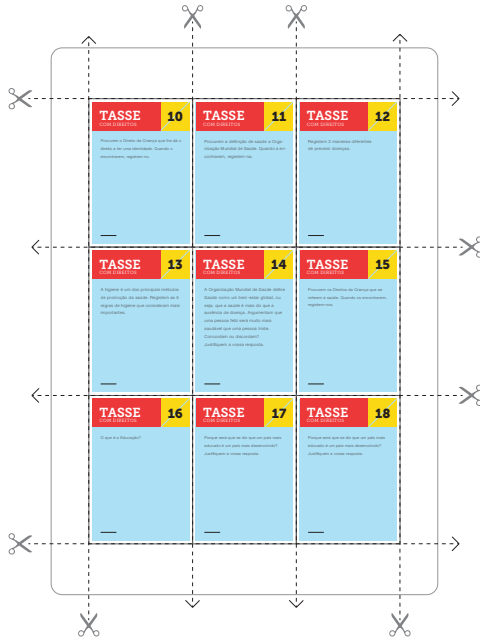 TASSE
COM DIREITOS
10
Procurem o Direito da Criança que fale do
direito a ter uma identidade. Quando o
encontrarem, registem-no.
TASSE
COM DIREITOS
11
Procurem a definição de saúde a Orga-
nização Mundial de Saúde. Quando a en-
contrarem, registem-na.
TASSE
COM DIREITOS
12
Registem 3 maneiras diferentes
de prevenir doenças.
TASSE
COM DIREITOS
13
A higiene é um dos principais métodos
de promoção da saúde. Registem as 5
regras de higiene que consideram mais
importantes.
TASSE
COM DIREITOS
14
A Organização Mundial de Saúde define
Saúde como um bem-estar global, ou
seja, que a saúde é mais do que a
ausência de doença. Argumentam que
uma pessoa feliz será muito mais
saudável que uma pessoa triste.
Concordam ou discordam?
Justifiquem a vossa resposta.
TASSE
COM DIREITOS
15
Procurem os Direitos da Criança que se
referem à saúde. Quando os encontrarem,
registem-nos.
TASSE
COM DIREITOS
16
O que é a Educação?
TASSE
COM DIREITOS
17
Porque será que se diz que um país mais
educado é um país mais desenvolvido?
Justifiquem a vossa resposta.
TASSE
COM DIREITOS
18
Porque será que se diz que um país mais
educado é um país mais desenvolvido?
Justifiquem a vossa resposta.